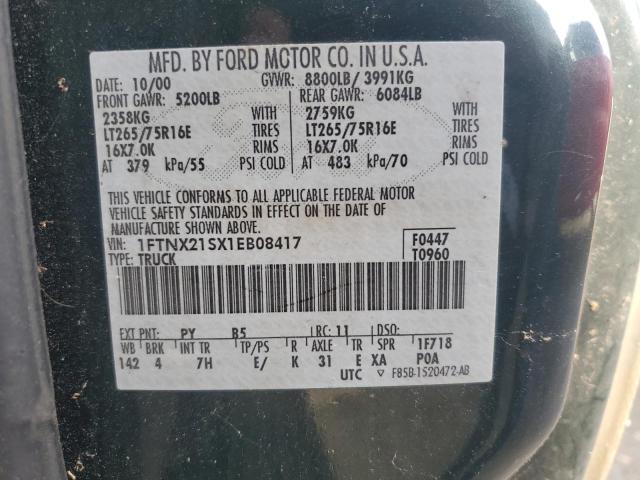 MFD. BY FORD MOTOR CO. IN U.S.A.
DATE: 10/00 GVWR: 8800LB/ 3991KG
FRONT GAWR: 5200LB REAR GAWR: 6084LB
2358KG WITH 2759KG WITH
LT265/75R16E TIRES LT265/75R16E TIRES
16X7.0K RIMS 16X7.0K RIMS
AT 379 kPa/55 PSI COLD AT 483 kPa/70 PSI COLD
THIS VEHICLE CONFORMS TO ALL APPLICABLE FEDERAL MOTOR
VEHICLE SAFETY STANDARDS IN EFFECT ON THE DATE OF
MANUFACTURE SHOWN ABOVE.
VIN: 1FTNX21SX1EB08417 F0447
TYPE: TRUCK T0960
EXT PNT: PY B5 RC: 11 DSO:
WB BRK INT TR TP/PS R AXLE TR SPR 1F718
142 4 7H E/ K 31 E XA POA
UTC ▽ F85B-1520472-AB